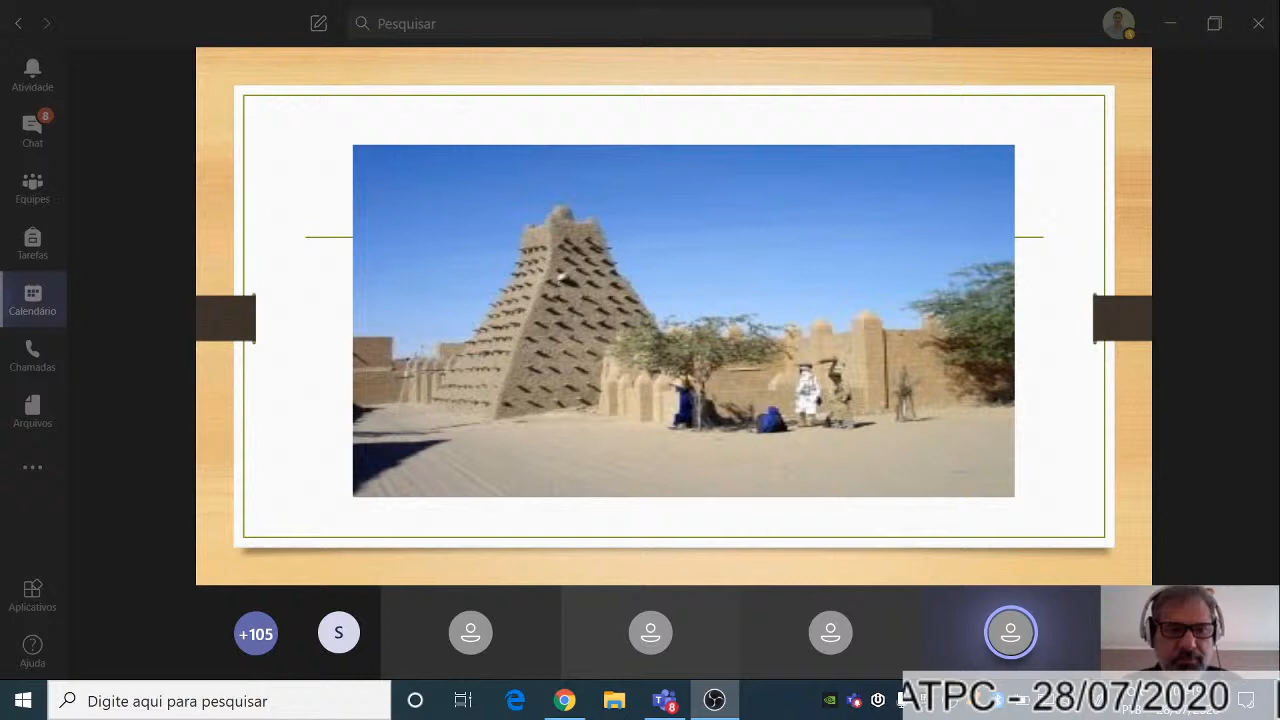 Pesquisar
Atividade
8
Chat
Equipes
Tarefas
Calendário
Chamadas
Arquivos
Aplicativos
Ajuda
+105
S
Digite aqui para pesquisar
8
ATPC - 28/07/2020